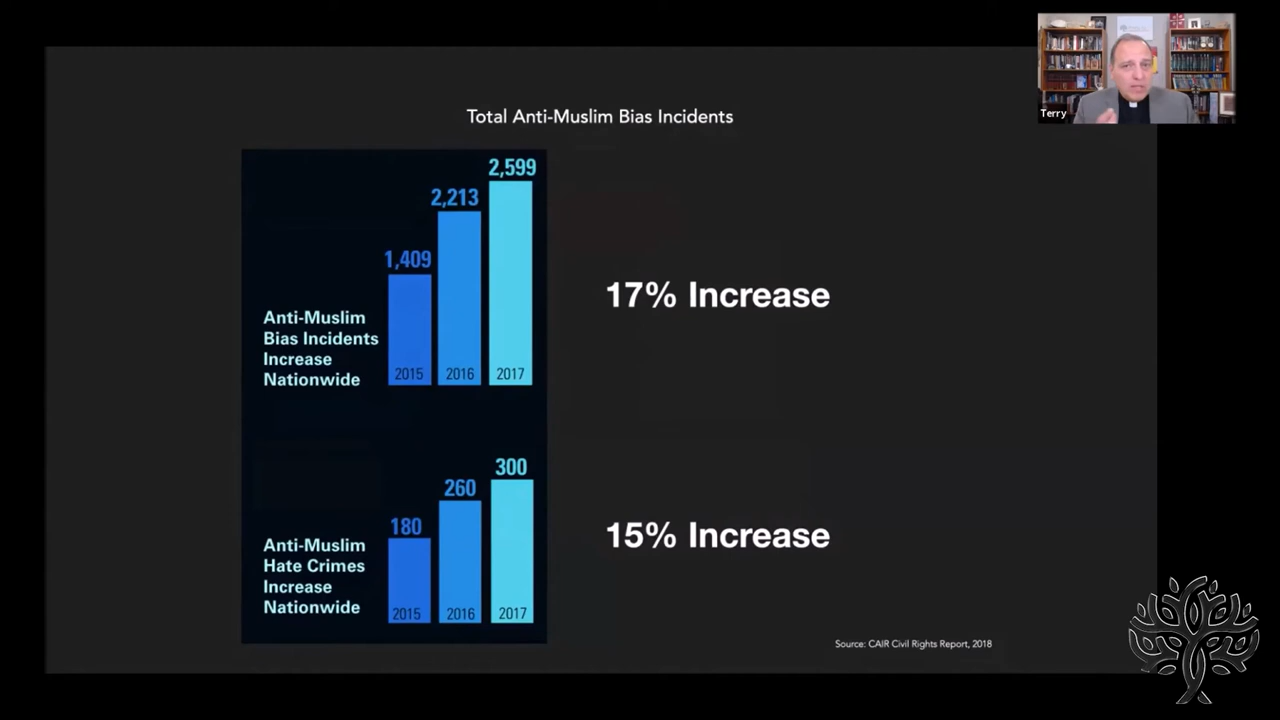 Terry
Total Anti-Muslim Bias Incidents
2,599
2,213
1,409
Anti-Muslim
Bias Incidents
Increase
Nationwide
2015
2016
2017
17% Increase
300
260
180
Anti-Muslim
Hate Crimes
Increase
Nationwide
2015
2016
2017
15% Increase
Source: CAIR Civil Rights Report, 2018